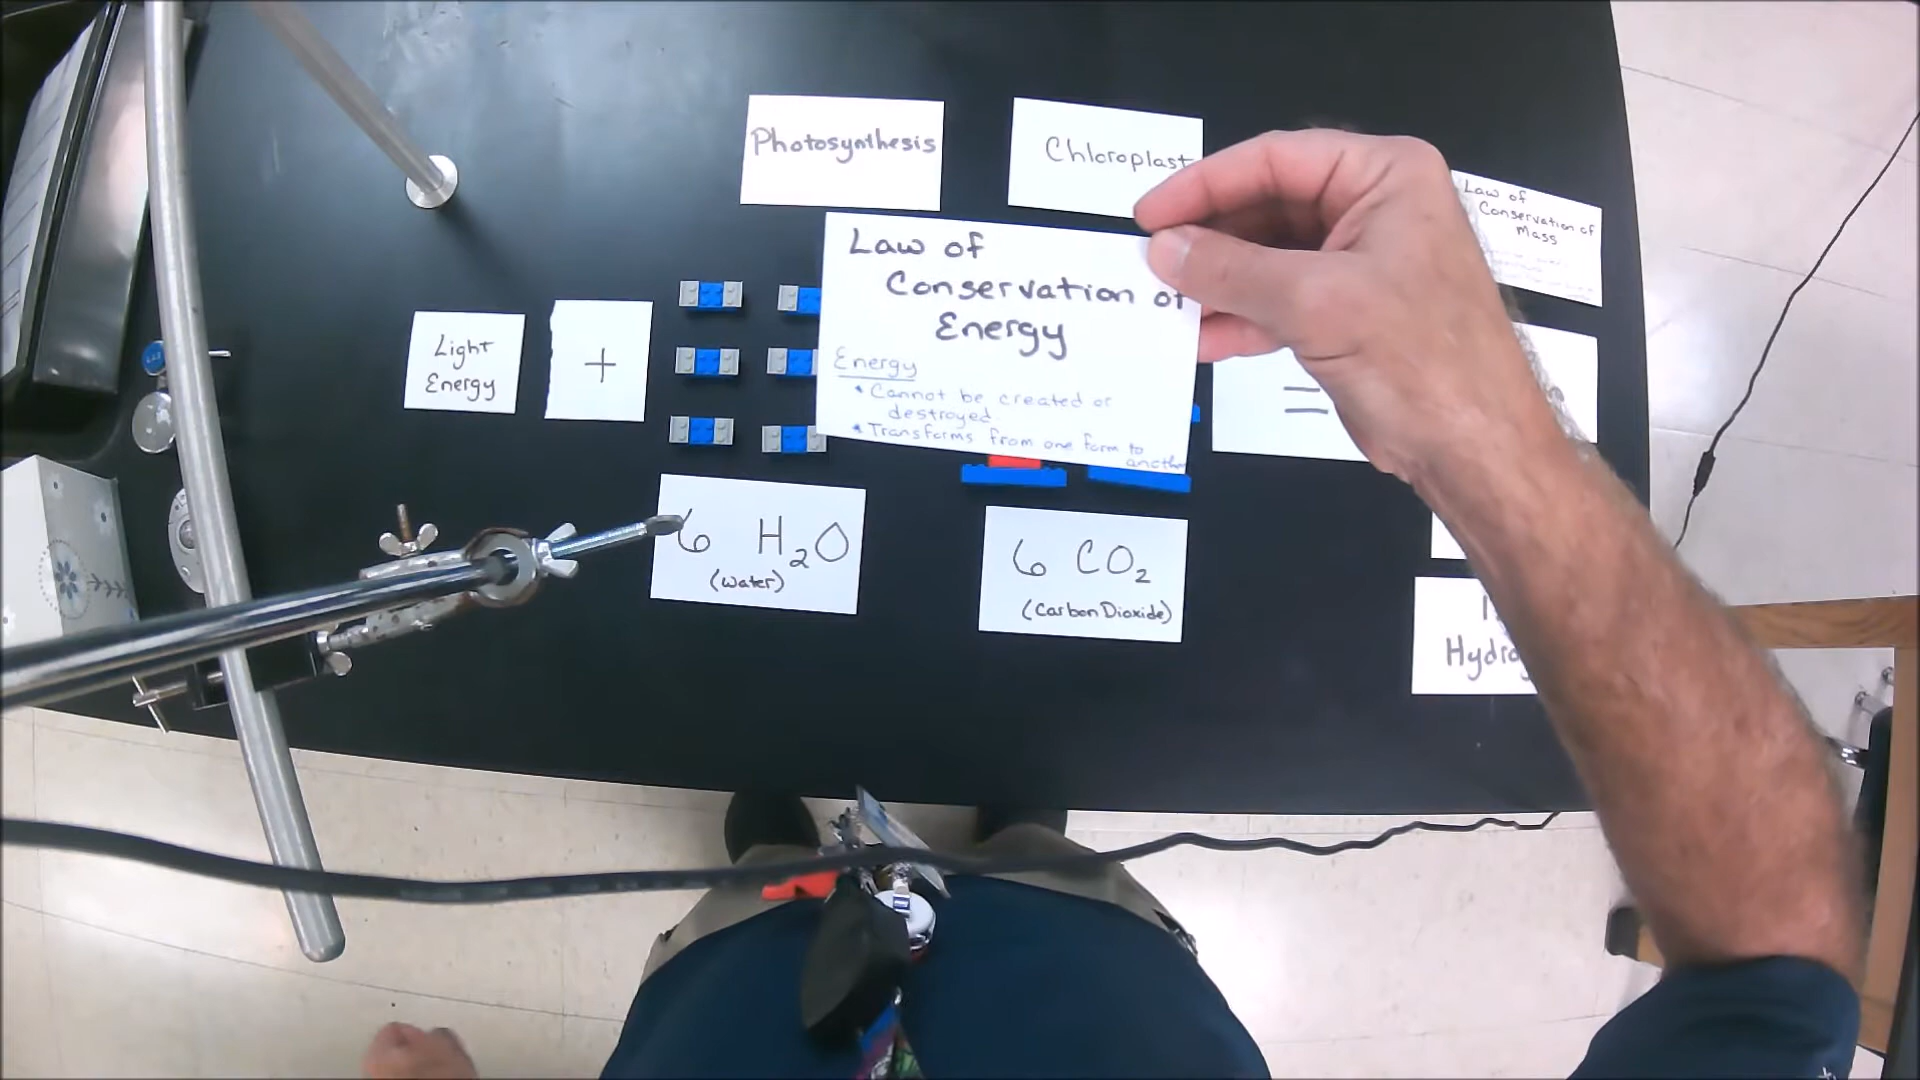 Photosynthesis
Chloroplast
Law of
Conservation of
Mass
Law of
Conservation of
Energy
Energy
* Cannot be created or
destroyed.
* Transforms from one form to
Light
Energy
+
=
6 H₂O
(Water)
6 CO₂
(Carbon Dioxide)